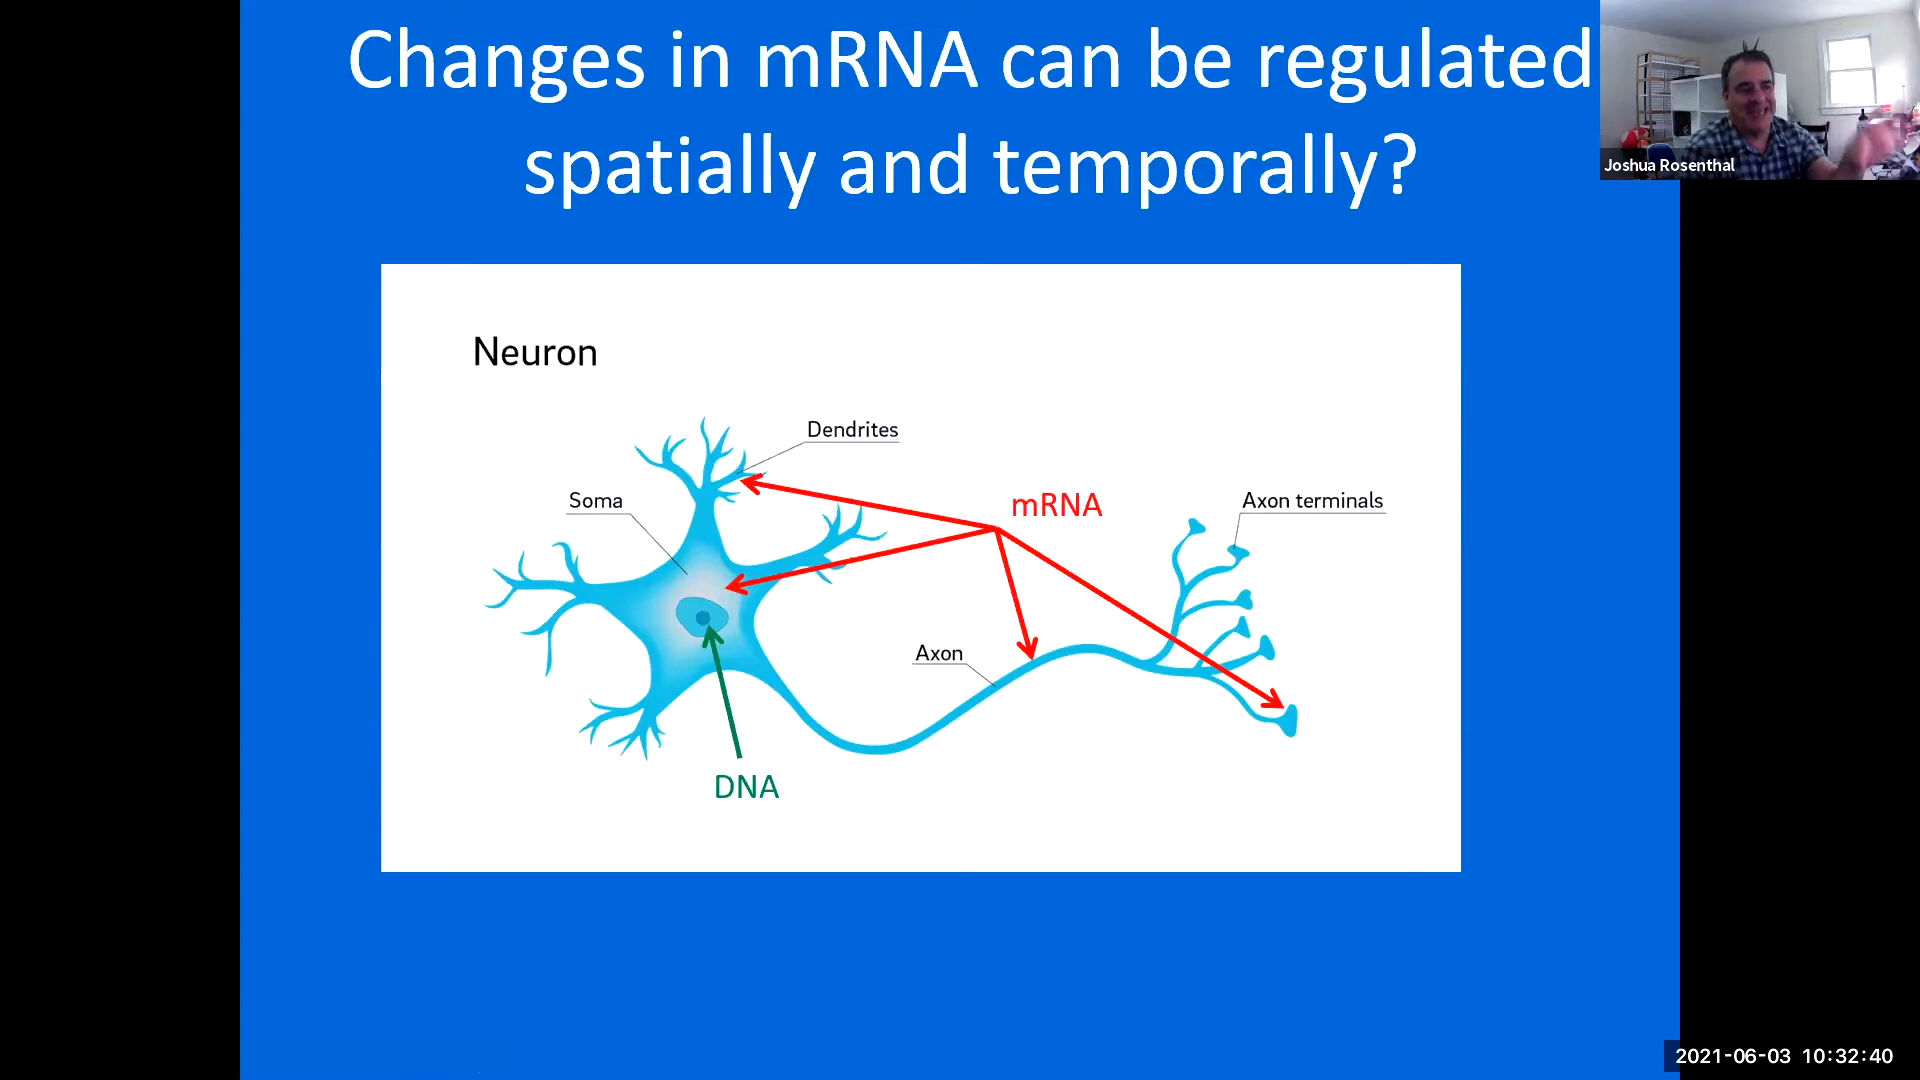 Changes in mRNA can be regulated
spatially and temporally?
Joshua Rosenthal
Neuron
Dendrites
Soma
mRNA
Axon terminals
Axon
DNA
2021-06-03 10:32:40